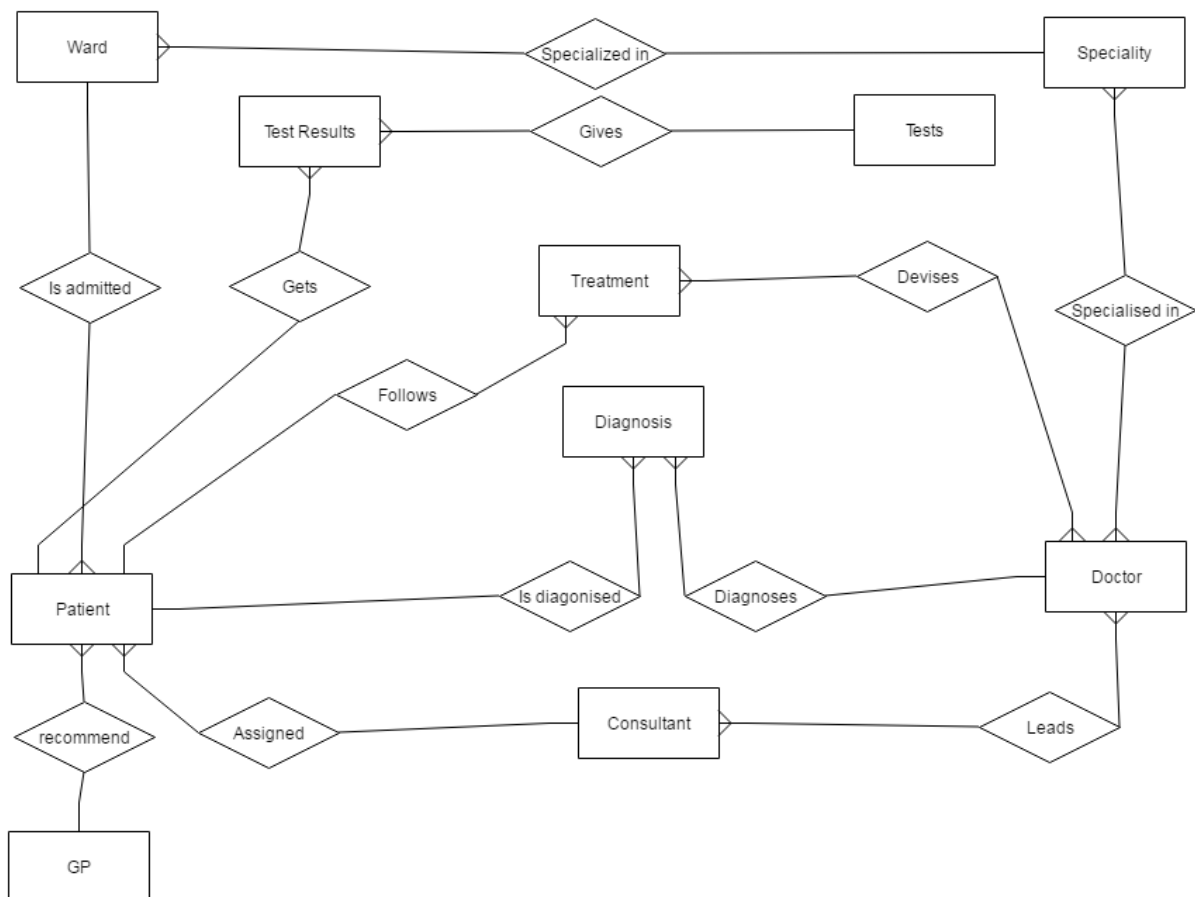 Ward
Specialized in
Speciality
Test Results
Gives
Tests
Is admitted
Gets
Treatment
Devises
Specialised in
Follows
Diagnosis
Patient
Is diagonised
Diagnoses
Doctor
recommend
Assigned
Consultant
Leads
GP